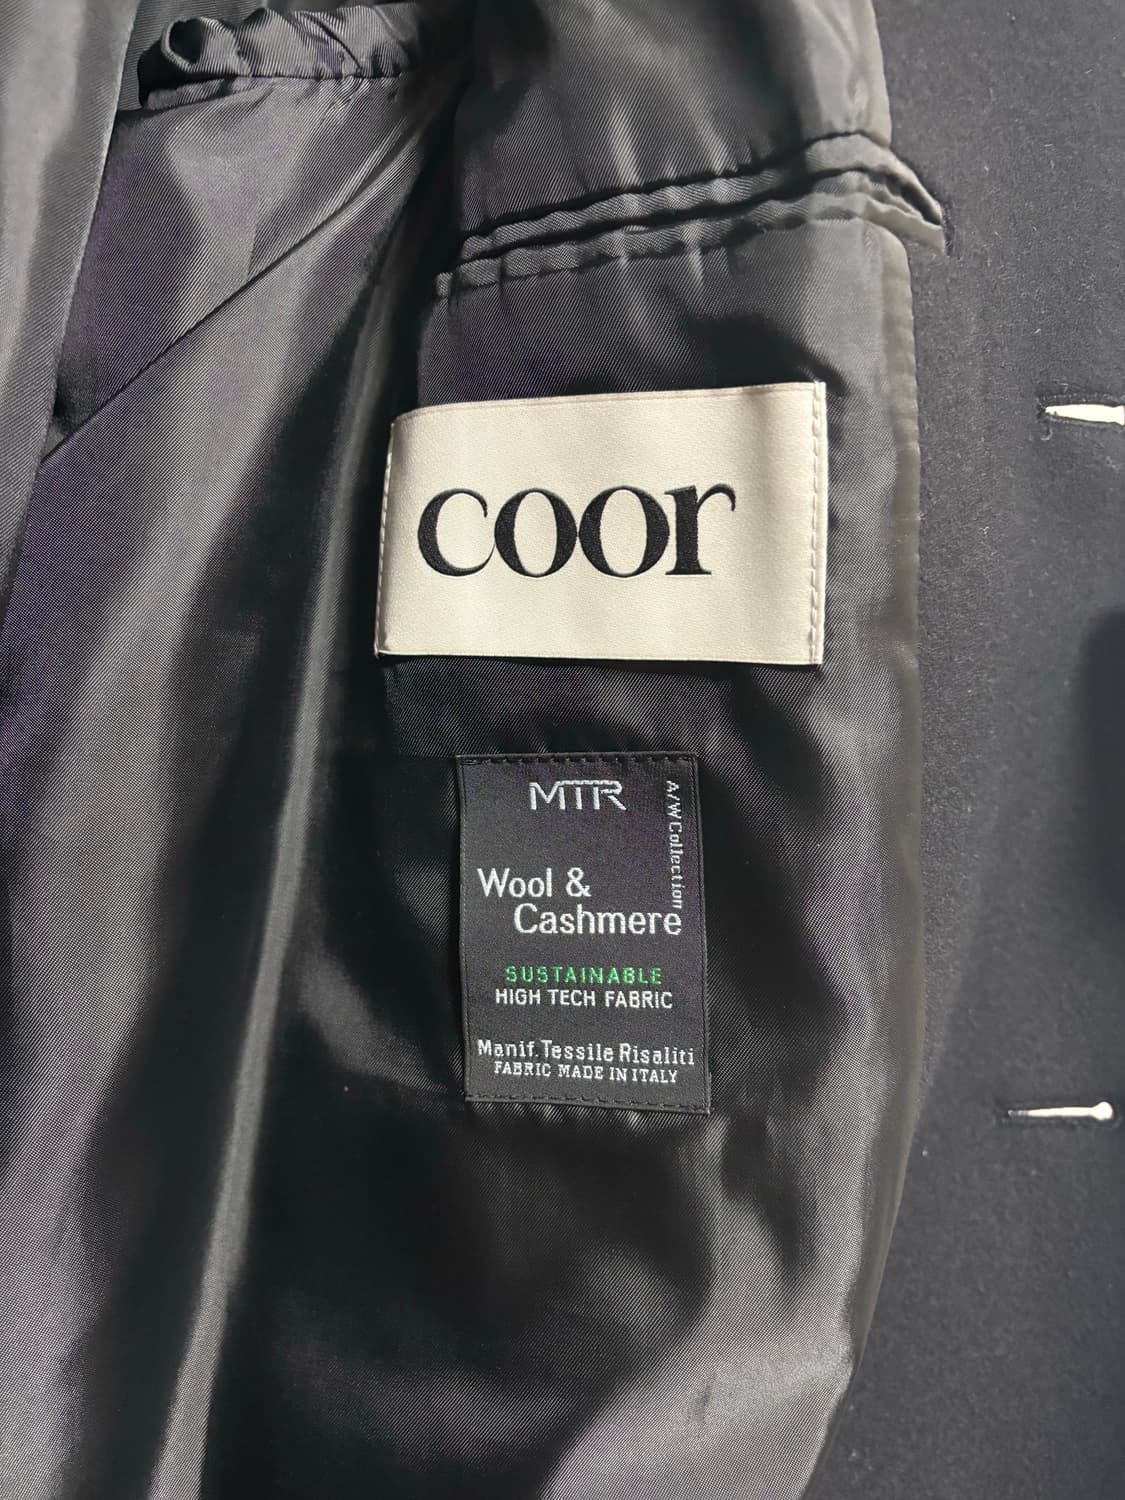 coor
MTR
A/W Collection
Wool &
Cashmere
SUSTAINABLE
HIGH TECH FABRIC
Manif. Tessile Risaliti
FABRIC MADE IN ITALY